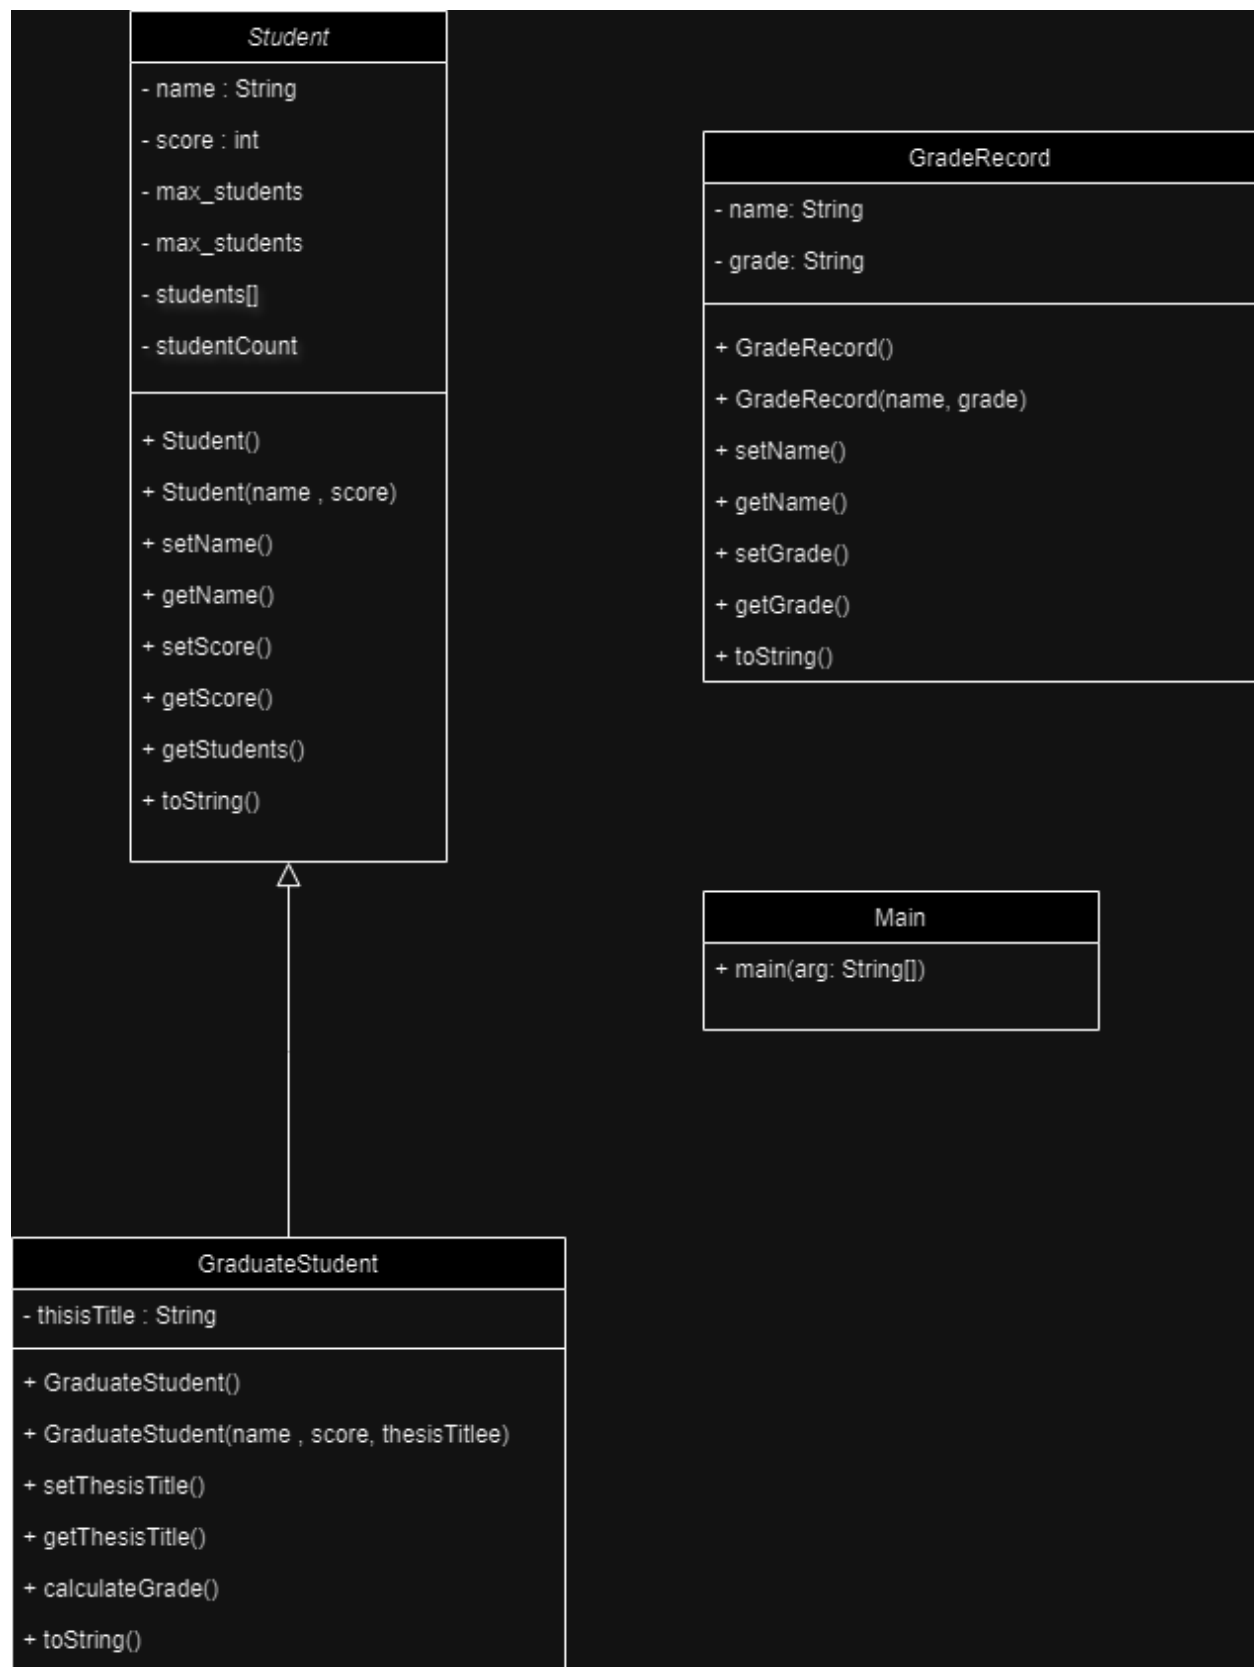 Student
- name : String
- score : int
- max_students
- max_students
- students[]
- studentCount
+ Student()
+ Student(name , score)
+ setName()
+ getName()
+ setScore()
+ getScore()
+ getStudents()
+ toString()
GradeRecord
- name: String
- grade: String
+ GradeRecord()
+ GradeRecord(name, grade)
+ setName()
+ getName()
+ setGrade()
+ getGrade()
+ toString()
Main
+ main(arg: String[])
GraduateStudent
- thisisTitle : String
+ GraduateStudent()
+ GraduateStudent(name , score, thesisTitlee)
+ setThesisTitle()
+ getThesisTitle()
+ calculateGrade()
+ toString()